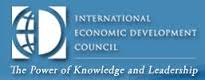 INTERNATIONAL
ECONOMIC DEVELOPMENT
COUNCIL
The Power of Knowledge and Leadership